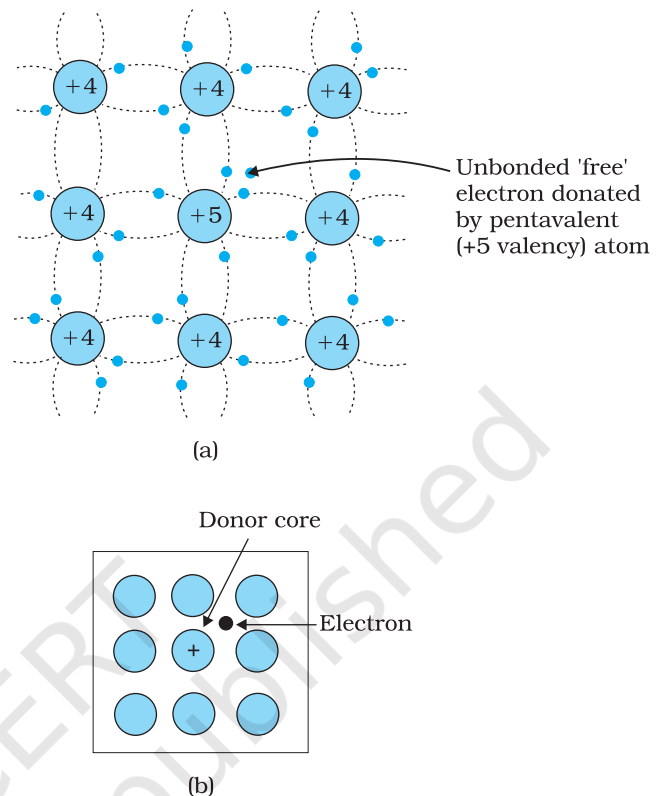 +4 +4 +4
Unbonded 'free'
electron donated
by pentavalent
(+5 valency) atom
+4 +5 +4
+4 +4 +4
(a)
Donor core
Electron
+
(b)